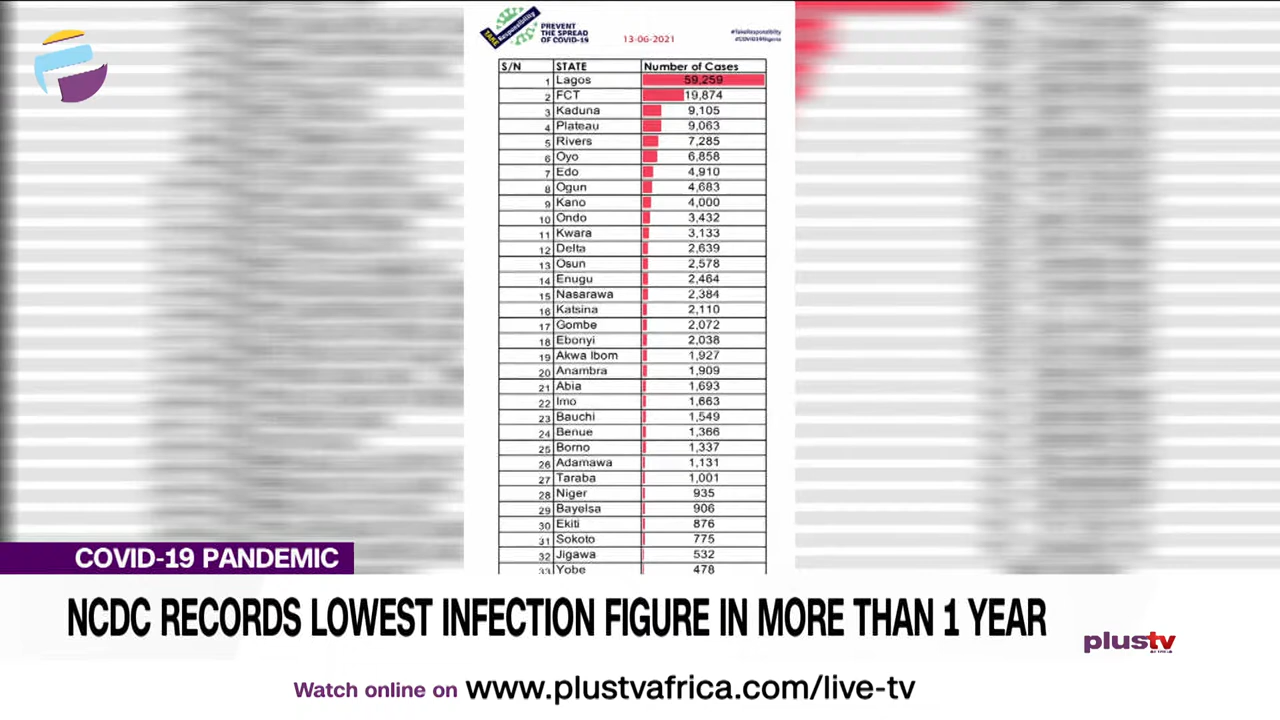 TAKE Responsibility
PREVENT
THE SPREAD
OF COVID-19
13-06-2021
#TakeResponsibility
#COVID19Nigeria
S/N STATE Number of Cases
1 Lagos 59,259
2 FCT 19,874
3 Kaduna 9,105
4 Plateau 9,063
5 Rivers 7,285
6 Oyo 6,858
7 Edo 4,910
8 Ogun 4,683
9 Kano 4,000
10 Ondo 3,432
11 Kwara 3,133
12 Delta 2,639
13 Osun 2,578
14 Enugu 2,464
15 Nasarawa 2,384
16 Katsina 2,110
17 Gombe 2,072
18 Ebonyi 2,038
19 Akwa Ibom 1,927
20 Anambra 1,909
21 Abia 1,693
22 Imo 1,663
23 Bauchi 1,549
24 Benue 1,366
25 Borno 1,337
26 Adamawa 1,131
27 Taraba 1,001
28 Niger 935
29 Bayelsa 906
30 Ekiti 876
31 Sokoto 775
32 Jigawa 532
33 Yobe 478
COVID-19 PANDEMIC
NCDC RECORDS LOWEST INFECTION FIGURE IN MORE THAN 1 YEAR
plustv
Watch online on www.plustvafrica.com/live-tv